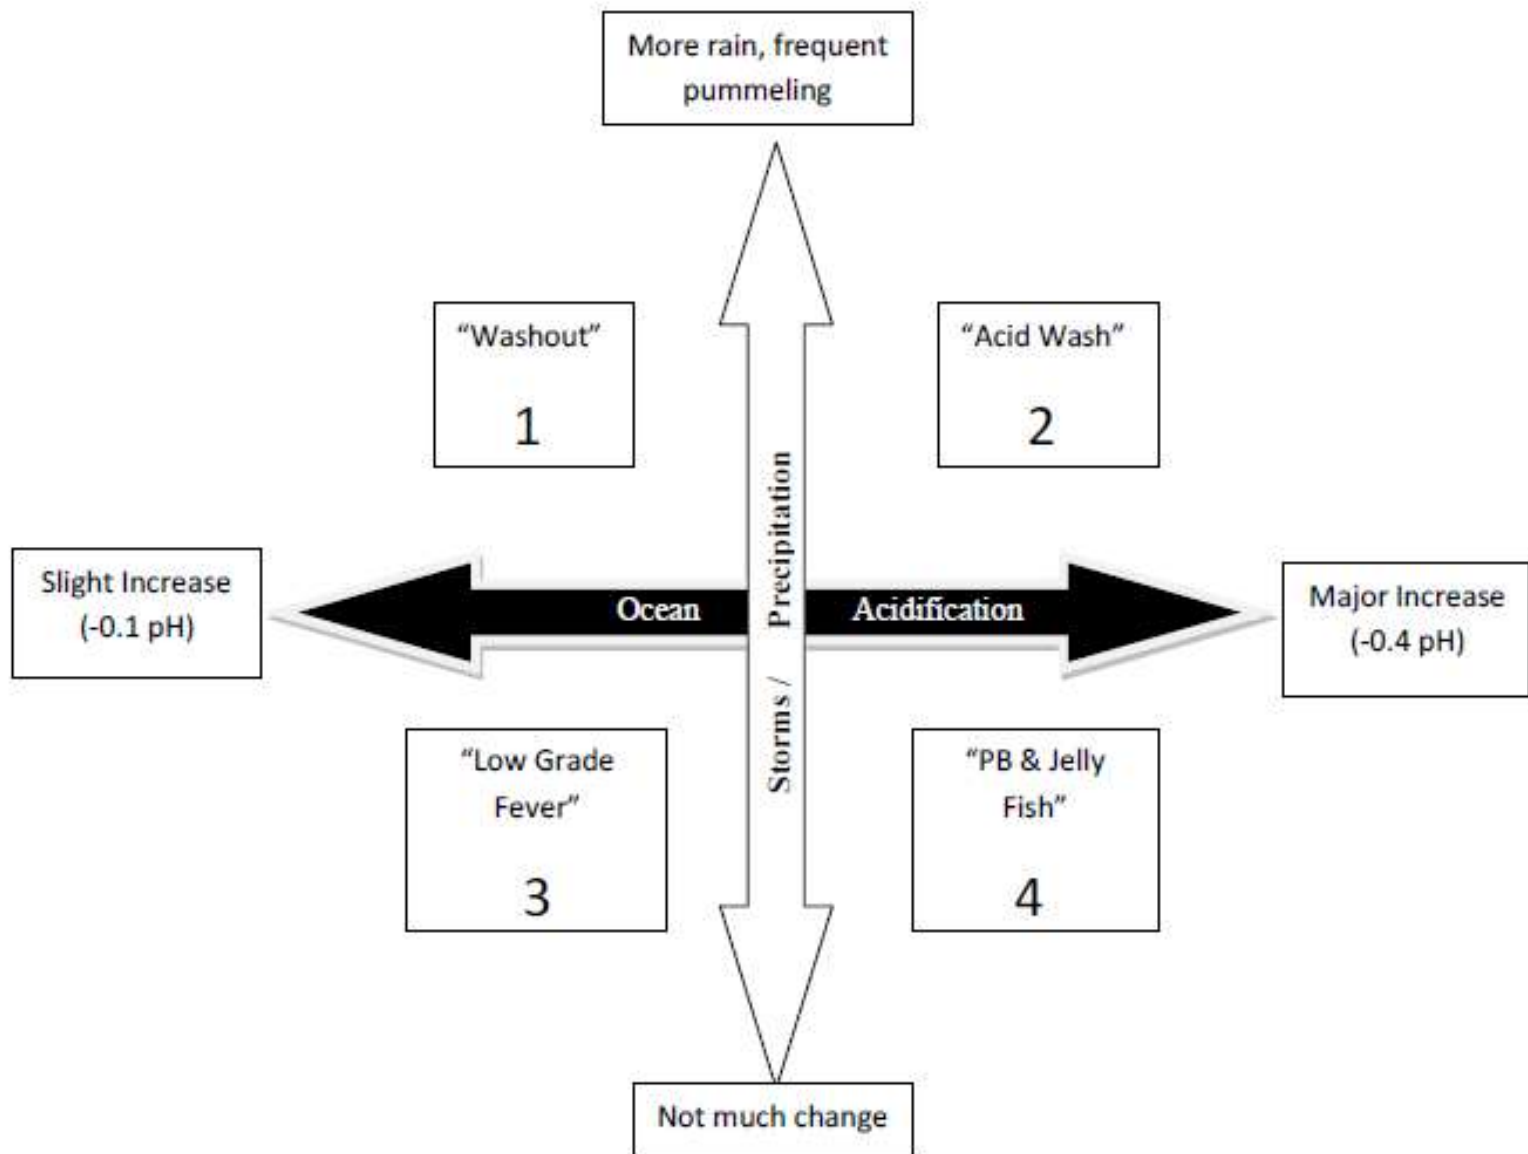 More rain, frequent
pummeling
“Washout”
1
“Acid Wash”
2
Slight Increase
(-0.1 pH)
Ocean
Acidification
Storms / Precipitation
Major Increase
(-0.4 pH)
“Low Grade
Fever”
3
“PB & Jelly
Fish”
4
Not much change